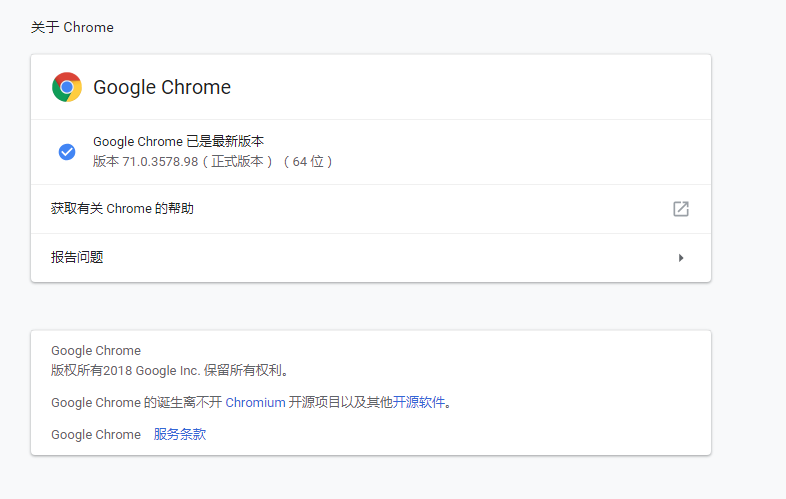 关于 Chrome
Google Chrome
Google Chrome 已是最新版本
版本 71.0.3578.98（正式版本）（64 位）
获取有关 Chrome 的帮助
报告问题
Google Chrome
版权所有2018 Google Inc. 保留所有权利。
Google Chrome 的诞生离不开 Chromium 开源项目以及其他开源软件。
Google Chrome 服务条款